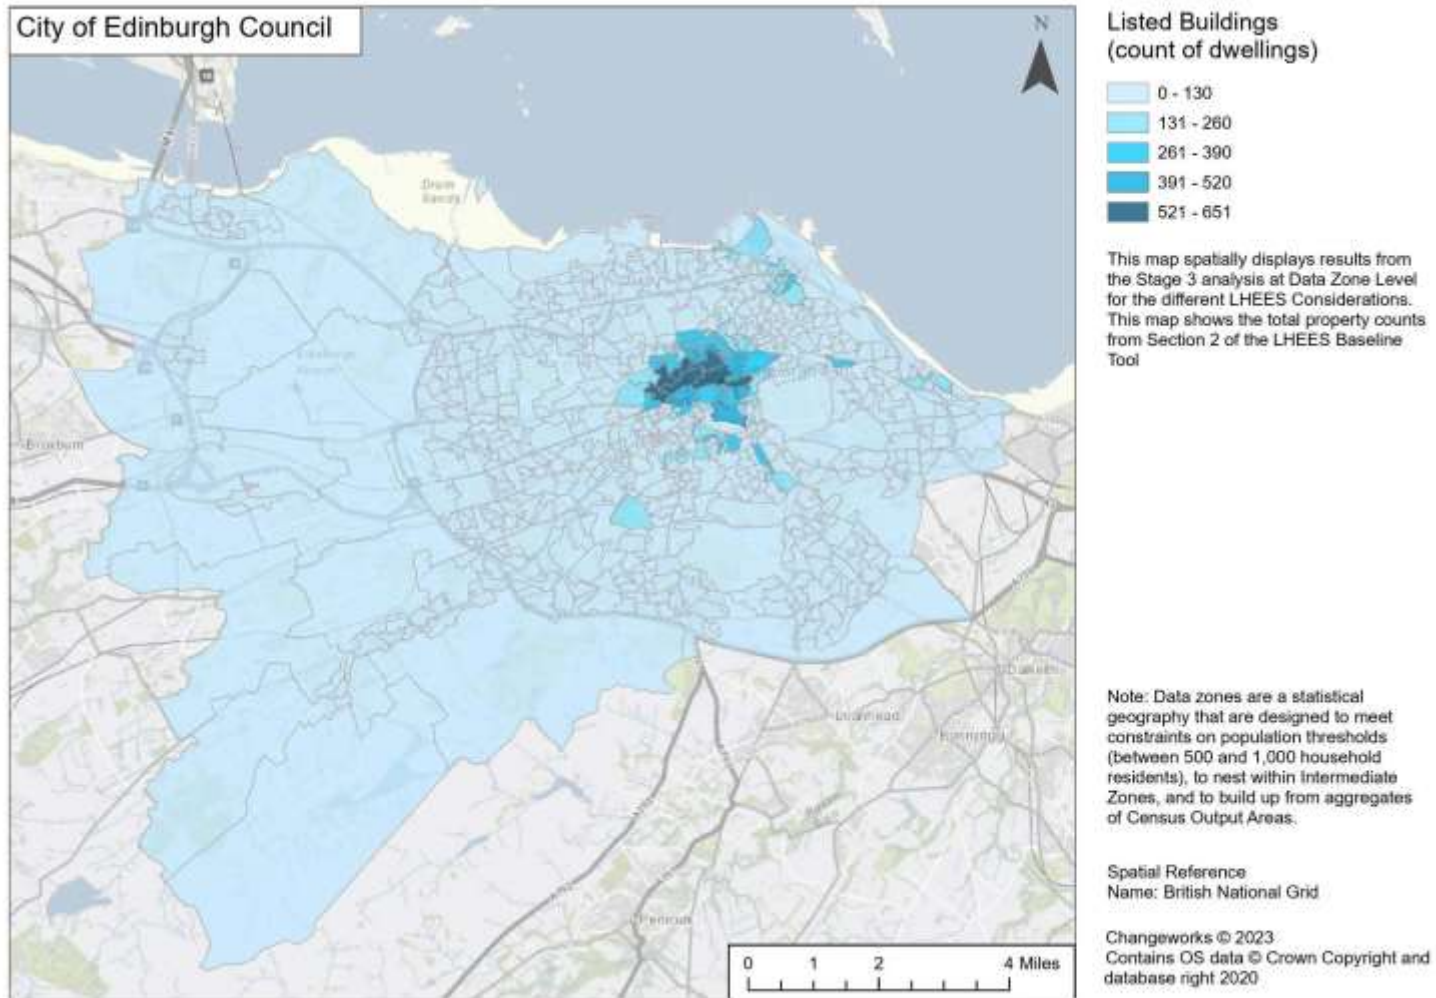 City of Edinburgh Council
N
Listed Buildings
(count of dwellings)
0 - 130
131 - 260
261 - 390
391 - 520
521 - 651
This map spatially displays results from
the Stage 3 analysis at Data Zone Level
for the different LHEES Considerations.
This map shows the total property counts
from Section 2 of the LHEES Baseline
Tool
Drum
Sands
Broxburn
Loanhead
Penicuik
Note: Data zones are a statistical
geography that are designed to meet
constraints on population thresholds
(between 500 and 1,000 household
residents), to nest within Intermediate
Zones, and to build up from aggregates
of Census Output Areas.
Spatial Reference
Name: British National Grid
Changeworks © 2023
Contains OS data © Crown Copyright and
database right 2020
0 1 2 4 Miles